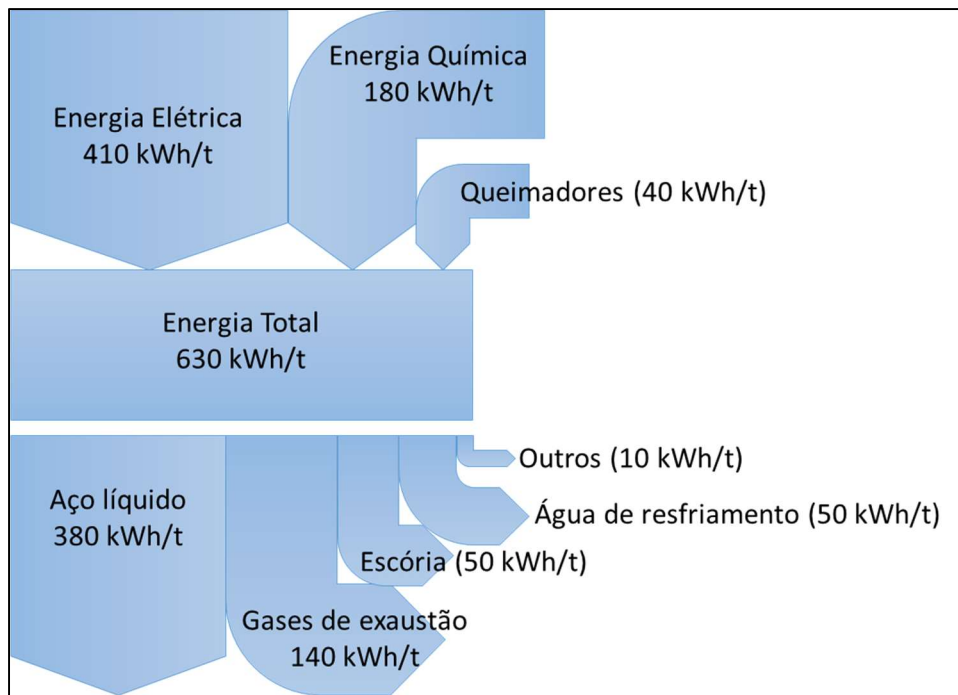 Energia Química
180 kWh/t
Energia Elétrica
410 kWh/t
Queimadores (40 kWh/t)
Energia Total
630 kWh/t
Outros (10 kWh/t)
Aço líquido
380 kWh/t
Água de resfriamento (50 kWh/t)
Escória (50 kWh/t)
Gases de exaustão
140 kWh/t